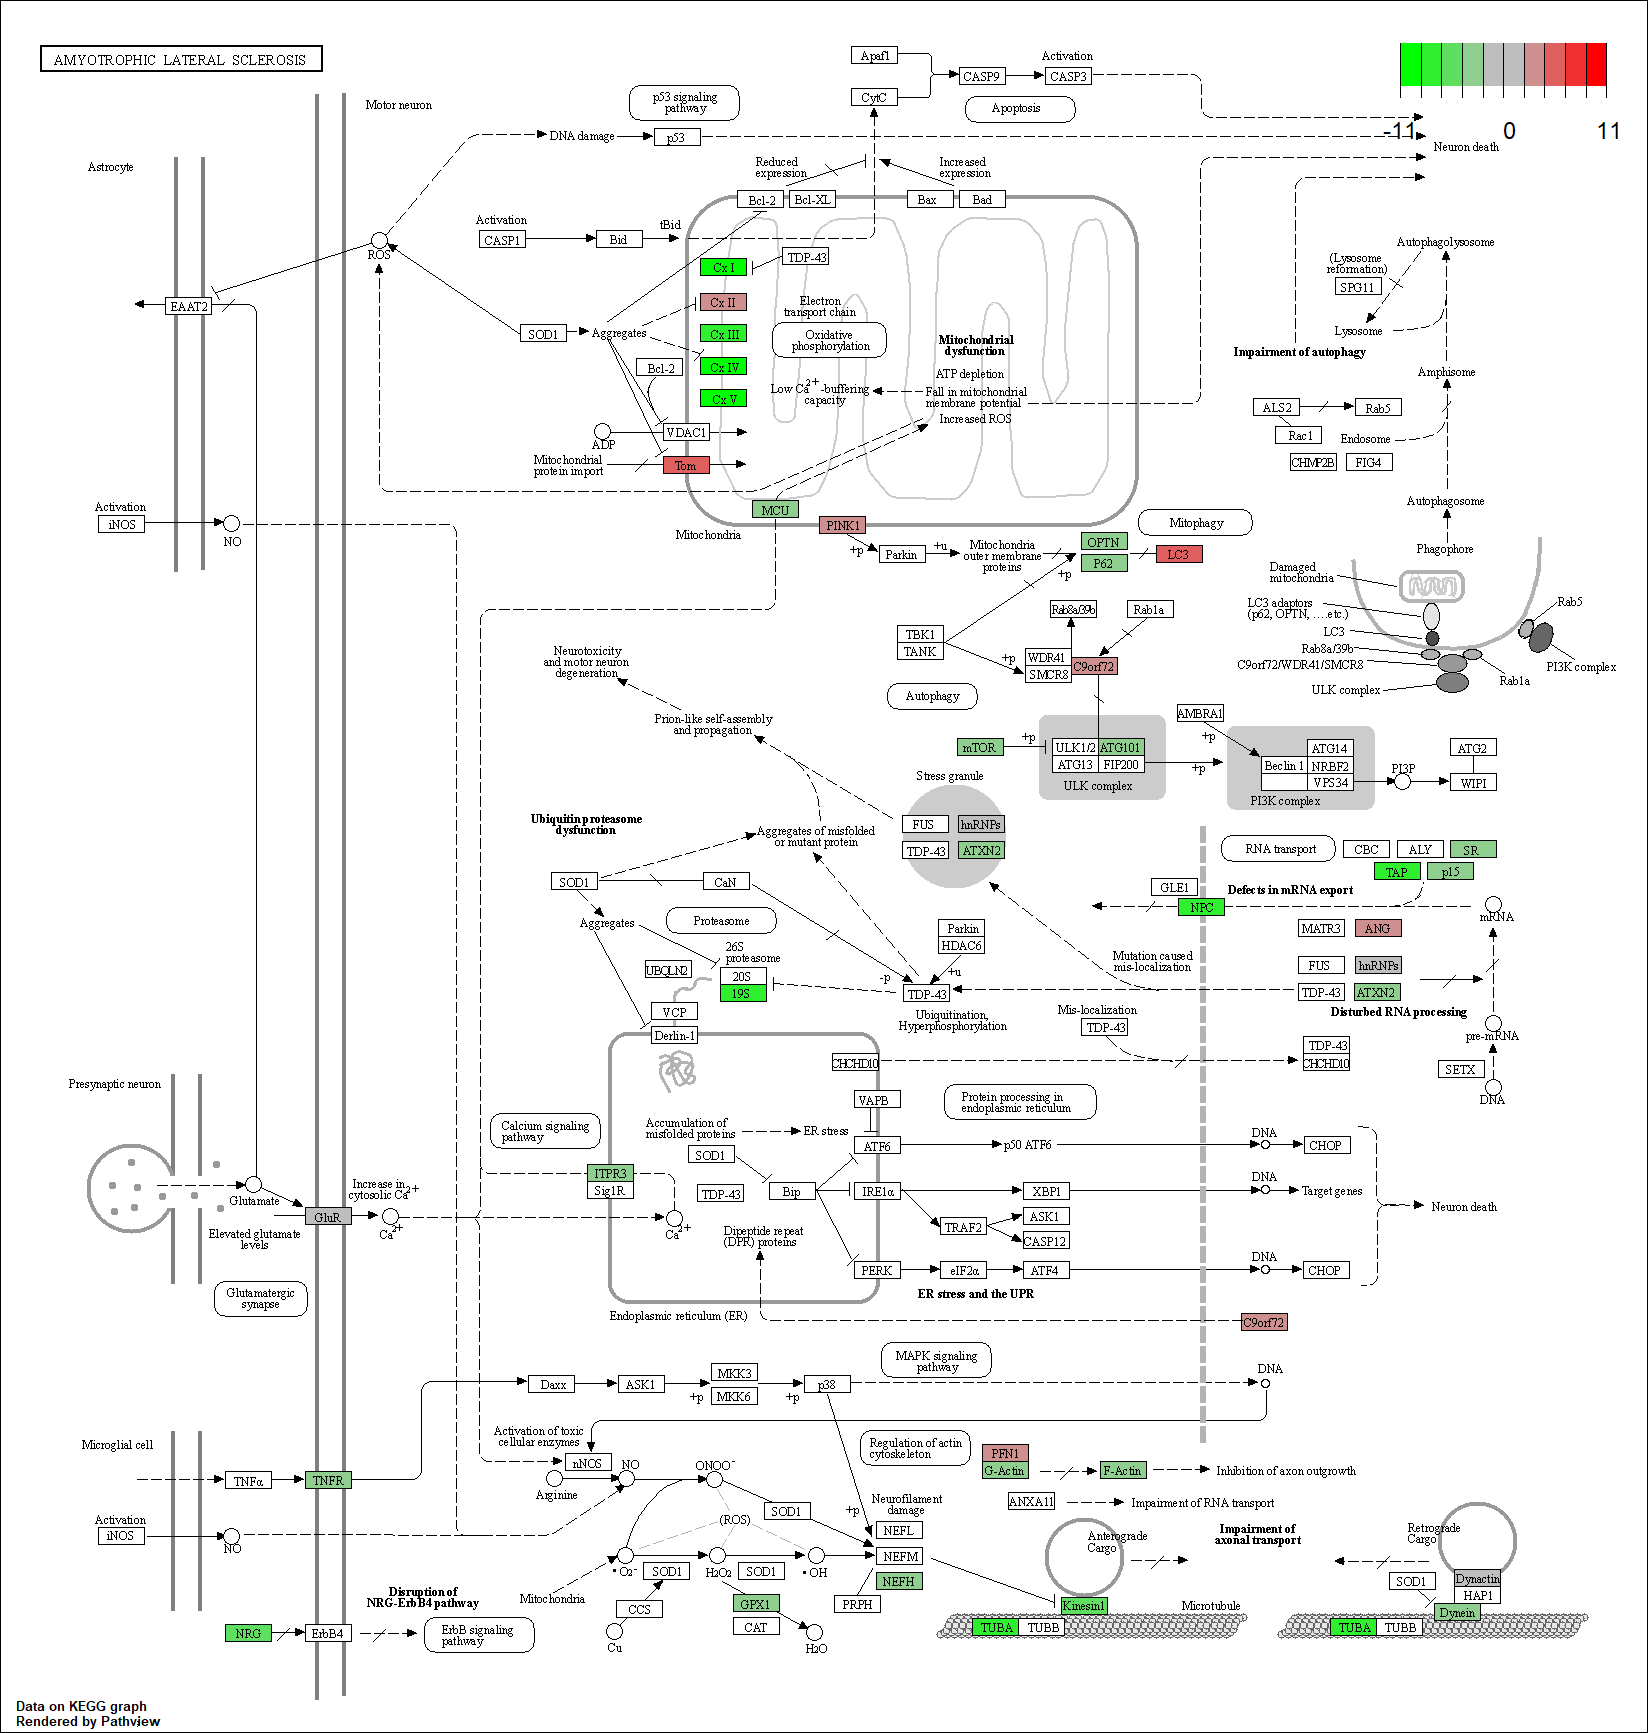 AMYOTROPHIC LATERAL SCLEROSIS
-11
0
11
Motor neuron
Astrocyte
p53 signaling
pathway
Apaf1
CytC
CASP9
Activation
CASP3
Apoptosis
DNA damage
p53
Neuron death
Reduced
expression
Increased
expression
Bcl-2
Bcl-XL
Bax
Bad
Activation
CASP1
Bid
tBid
ROS
EAAT2
SOD1
Aggregates
Bcl-2
Cx I
Cx II
Cx III
Cx IV
Cx V
TDP-43
Electron
transport chain
Oxidative
phosphorylation
Mitochondrial
dysfunction
ATP depletion
Low Ca2+-buffering
capacity
Fall in mitochondrial
membrane potential
Increased ROS
ADP
VDAC1
Mitochondrial
protein import
Tom
MCU
Mitochondria
PINK1
+p
Parkin
+u
Mitochondria
outer membrane
proteins
Mitophagy
OPTN
P62
LC3
+p
Autophagolysosome
(Lysosome
reformation)
SPG11
Lysosome
Impairment of autophagy
Amphisome
ALS2
Rab5
Rac1
Endosome
CHMP2B
FIG4
Autophagosome
Phagophore
Damaged
mitochondria
LC3 adaptors
(p62, OPTN, ....etc.)
LC3
Rab8a/39b
C9orf72/WDR41/SMCR8
ULK complex
Rab5
PI3K complex
Rab1a
Activation
iNOS
NO
TBK1
TANK
Rab8a/39b
Rab1a
+p
WDR41
SMCR8
C9orf72
Autophagy
Neurotoxicity
and motor neuron
degeneration
Prion-like self-assembly
and propagation
mTOR
+p
ULK1/2
ATG101
ATG13
FIP200
ULK complex
AMBRA1
+p
+p
ATG14
Beclin 1
NRBF2
VPS34
PI3K complex
PI3P
ATG2
WIPI
Stress granule
FUS
hnRNPs
TDP-43
ATXN2
Ubiquitin proteasome
dysfunction
Aggregates of misfolded
or mutant protein
SOD1
CaN
Aggregates
Proteasome
26S
proteasome
UBQLN2
20S
19S
VCP
Derlin-1
Parkin
HDAC6
-p
+u
TDP-43
Ubiquitination,
Hyperphosphorylation
RNA transport
CBC
ALY
SR
TAP
p15
GLE1
Defects in mRNA export
NPC
mRNA
MATR3
ANG
FUS
hnRNPs
TDP-43
ATXN2
Disturbed RNA processing
Mutation caused
mis-localization
Mis-localization
TDP-43
pre-mRNA
TDP-43
CHCHD10
SETX
DNA
CHCHD10
Presynaptic neuron
Glutamate
Elevated glutamate
levels
Glutamatergic
synapse
GluR
Increase in
cytosolic Ca2+
Ca2+
Calcium signaling
pathway
ITPR3
Sig1R
Ca2+
Accumulation of
misfolded proteins
ER stress
SOD1
TDP-43
Bip
Dipeptide repeat
(DPR) proteins
VAPB
ATF6
IRE1α
PERK
Protein processing in
endoplasmic reticulum
p50 ATF6
XBP1
TRAF2
ASK1
CASP12
eIF2α
ATF4
ER stress and the UPR
DNA
CHOP
DNA
Target genes
DNA
CHOP
Neuron death
Endoplasmic reticulum (ER)
C9orf72
MAPK signaling
pathway
DNA
Daxx
ASK1
+p
MKK3
MKK6
+p
p38
Microglial cell
TNFα
TNFR
Activation
iNOS
NO
Activation of toxic
cellular enzymes
nNOS
Arginine
NO
ONOO-
SOD1
(ROS)
•O2-
SOD1
H2O2
SOD1
•OH
Mitochondria
CCS
Cu
GPX1
CAT
H2O
+p
Neurofilament
damage
NEFL
NEFM
NEFH
PRPH
Regulation of actin
cytoskeleton
PFN1
G-Actin
F-Actin
Inhibition of axon outgrowth
ANXA11
Impairment of RNA transport
Anterograde
Cargo
Impairment of
axonal transport
Retrograde
Cargo
Kinesin1
Microtubule
TUBA
TUBB
SOD1
Dynactin
HAP1
Dynein
TUBA
TUBB
Disruption of
NRG-ErbB4 pathway
NRG
ErbB4
ErbB signaling
pathway
Data on KEGG graph
Rendered by Pathview